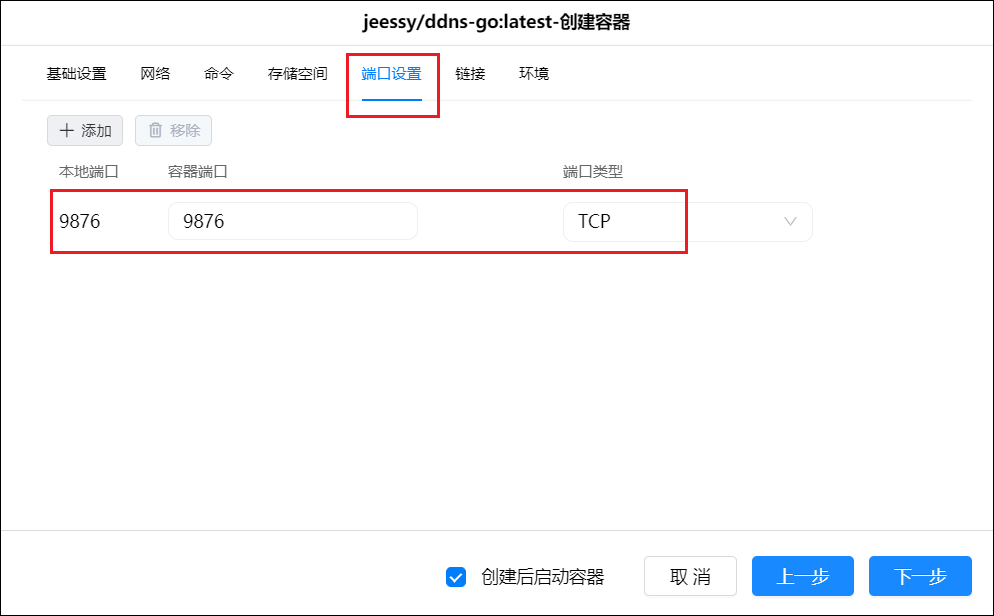 jeessy/ddns-go:latest-创建容器
基础设置 网络 命令 存储空间 端口设置 链接 环境
添加 移除
本地端口 容器端口 端口类型
9876 9876 TCP
创建后启动容器 取消 上一步 下一步